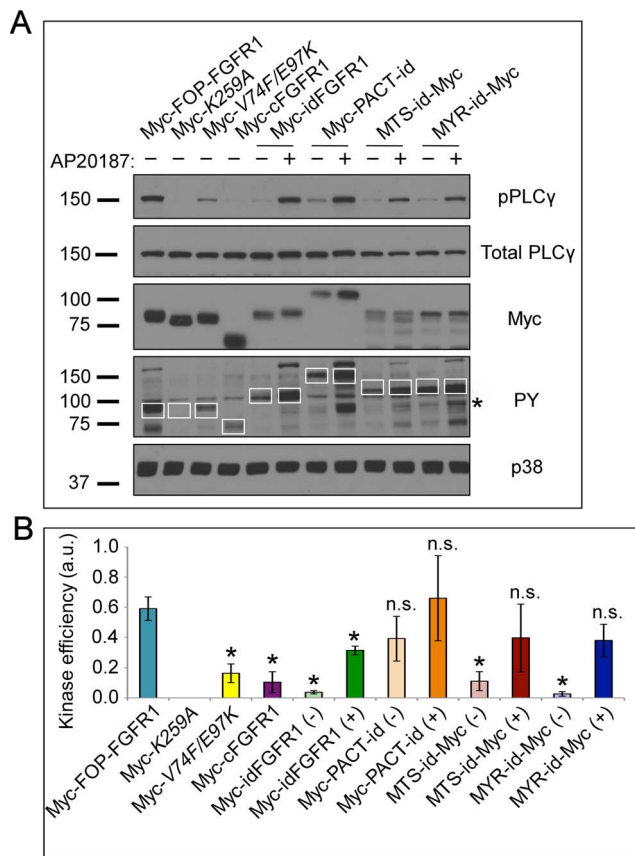 A
Myc-FOP-FGFR1
Myc-K259A
Myc-V74F/E97K
Myc-cFGFR1
Myc-idFGFR1
Myc-PACT-id
MTS-id-Myc
MYR-id-Myc
AP20187: − − − − − + − + − + − +
150 pPLCγ
150 Total PLCγ
100
75 Myc
150
100 PY *
75
37 p38
B
Kinase efficiency (a.u.)
1.0
0.8
0.6
0.4
0.2
0.0
* * * * n.s. n.s. * n.s. * n.s.
Myc-FOP-FGFR1
Myc-K259A
Myc-V74F/E97K
Myc-cFGFR1
Myc-idFGFR1 (-)
Myc-idFGFR1 (+)
Myc-PACT-id (-)
Myc-PACT-id (+)
MTS-id-Myc (-)
MTS-id-Myc (+)
MYR-id-Myc (-)
MYR-id-Myc (+)